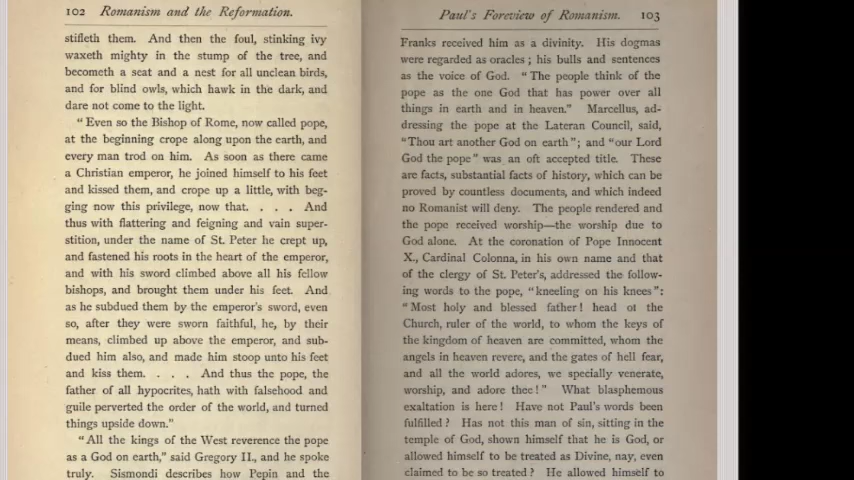 102 Romanism and the Reformation.
stifleth them. And then the foul, stinking ivy
waxeth mighty in the stump of the tree, and
becometh a seat and a nest for all unclean birds,
and for blind owls, which hawk in the dark, and
dare not come to the light.
"Even so the Bishop of Rome, now called pope,
at the beginning crope along upon the earth, and
every man trod on him. As soon as there came
a Christian emperor, he joined himself to his feet
and kissed them, and crope up a little, with beg-
ging now this privilege, now that. . . . And
thus with flattering and feigning and vain super-
stition, under the name of St. Peter he crept up,
and fastened his roots in the heart of the emperor,
and with his sword climbed above all his fellow
bishops, and brought them under his feet. And
as he subdued them by the emperor's sword, even
so, after they were sworn faithful, he, by their
means, climbed up above the emperor, and sub-
dued him also, and made him stoop unto his feet
and kiss them. . . . And thus the pope, the
father of all hypocrites, hath with falsehood and
guile perverted the order of the world, and turned
things upside down."
"All the kings of the West reverence the pope
as a God on earth," said Gregory II., and he spoke
truly. Sismondi describes how Pepin and the
Paul's Foreview of Romanism. 103
Franks received him as a divinity. His dogmas
were regarded as oracles; his bulls and sentences
as the voice of God. "The people think of the
pope as the one God that has power over all
things in earth and in heaven." Marcellus, ad-
dressing the pope at the Lateran Council, said,
"Thou art another God on earth"; and "our Lord
God the pope" was an oft accepted title. These
are facts, substantial facts of history, which can be
proved by countless documents, and which indeed
no Romanist will deny. The people rendered and
the pope received worship—the worship due to
God alone. At the coronation of Pope Innocent
X., Cardinal Colonna, in his own name and that
of the clergy of St. Peter's, addressed the follow-
ing words to the pope, "kneeling on his knees":
"Most holy and blessed father! head of the
Church, ruler of the world, to whom the keys of
the kingdom of heaven are committed, whom the
angels in heaven revere, and the gates of hell fear,
and all the world adores, we specially venerate,
worship, and adore thee!" What blasphemous
exaltation is here! Have not Paul's words been
fulfilled? Has not this man of sin, sitting in the
temple of God, shown himself that he is God, or
allowed himself to be treated as Divine, nay, even
claimed to be so treated? He allowed himself to